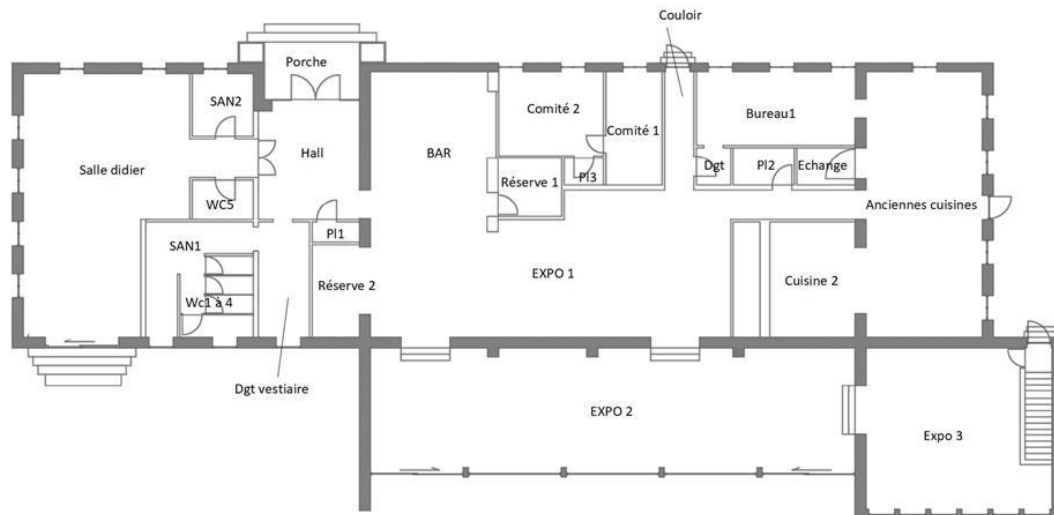 Couloir
Porche
SAN2
Comité 2
Comité 1
Bureau1
Salle didier
Hall
BAR
Réserve 1
Pl3
Dgt
Pl2
Echange
WC5
Anciennes cuisines
Pl1
SAN1
EXPO 1
Réserve 2
Cuisine 2
Wc1 à 4
Dgt vestiaire
EXPO 2
Expo 3